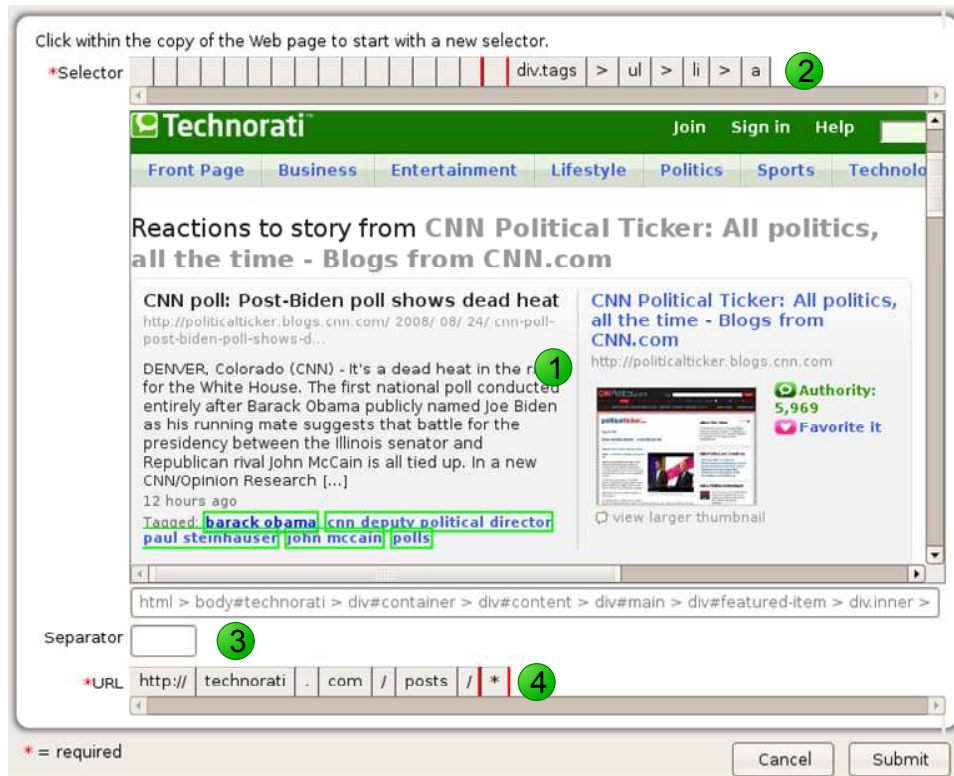 Click within the copy of the Web page to start with a new selector.
*Selector div.tags > ul > li > a 2
Technorati™ Join Sign in Help
Front Page Business Entertainment Lifestyle Politics Sports Technolo
Reactions to story from CNN Political Ticker: All politics,
all the time - Blogs from CNN.com
CNN poll: Post-Biden poll shows dead heat
http://politicalticker.blogs.cnn.com/ 2008/ 08/ 24/ cnn-poll-
post-biden-poll-shows-d...
DENVER, Colorado (CNN) - It's a dead heat in the r 1
for the White House. The first national poll conducted
entirely after Barack Obama publicly named Joe Biden
as his running mate suggests that battle for the
presidency between the Illinois senator and
Republican rival John McCain is all tied up. In a new
CNN/Opinion Research [...]
12 hours ago
Tagged: barack obama cnn deputy political director
paul steinhauser john mccain polls
CNN Political Ticker: All politics,
all the time - Blogs from
CNN.com
http://politicalticker.blogs.cnn.com
Authority:
5,969
Favorite it
view larger thumbnail
html > body#technorati > div#container > div#content > div#main > div#featured-item > div.inner >
Separator 3
*URL http:// technorati . com / posts / * 4
* = required
Cancel Submit